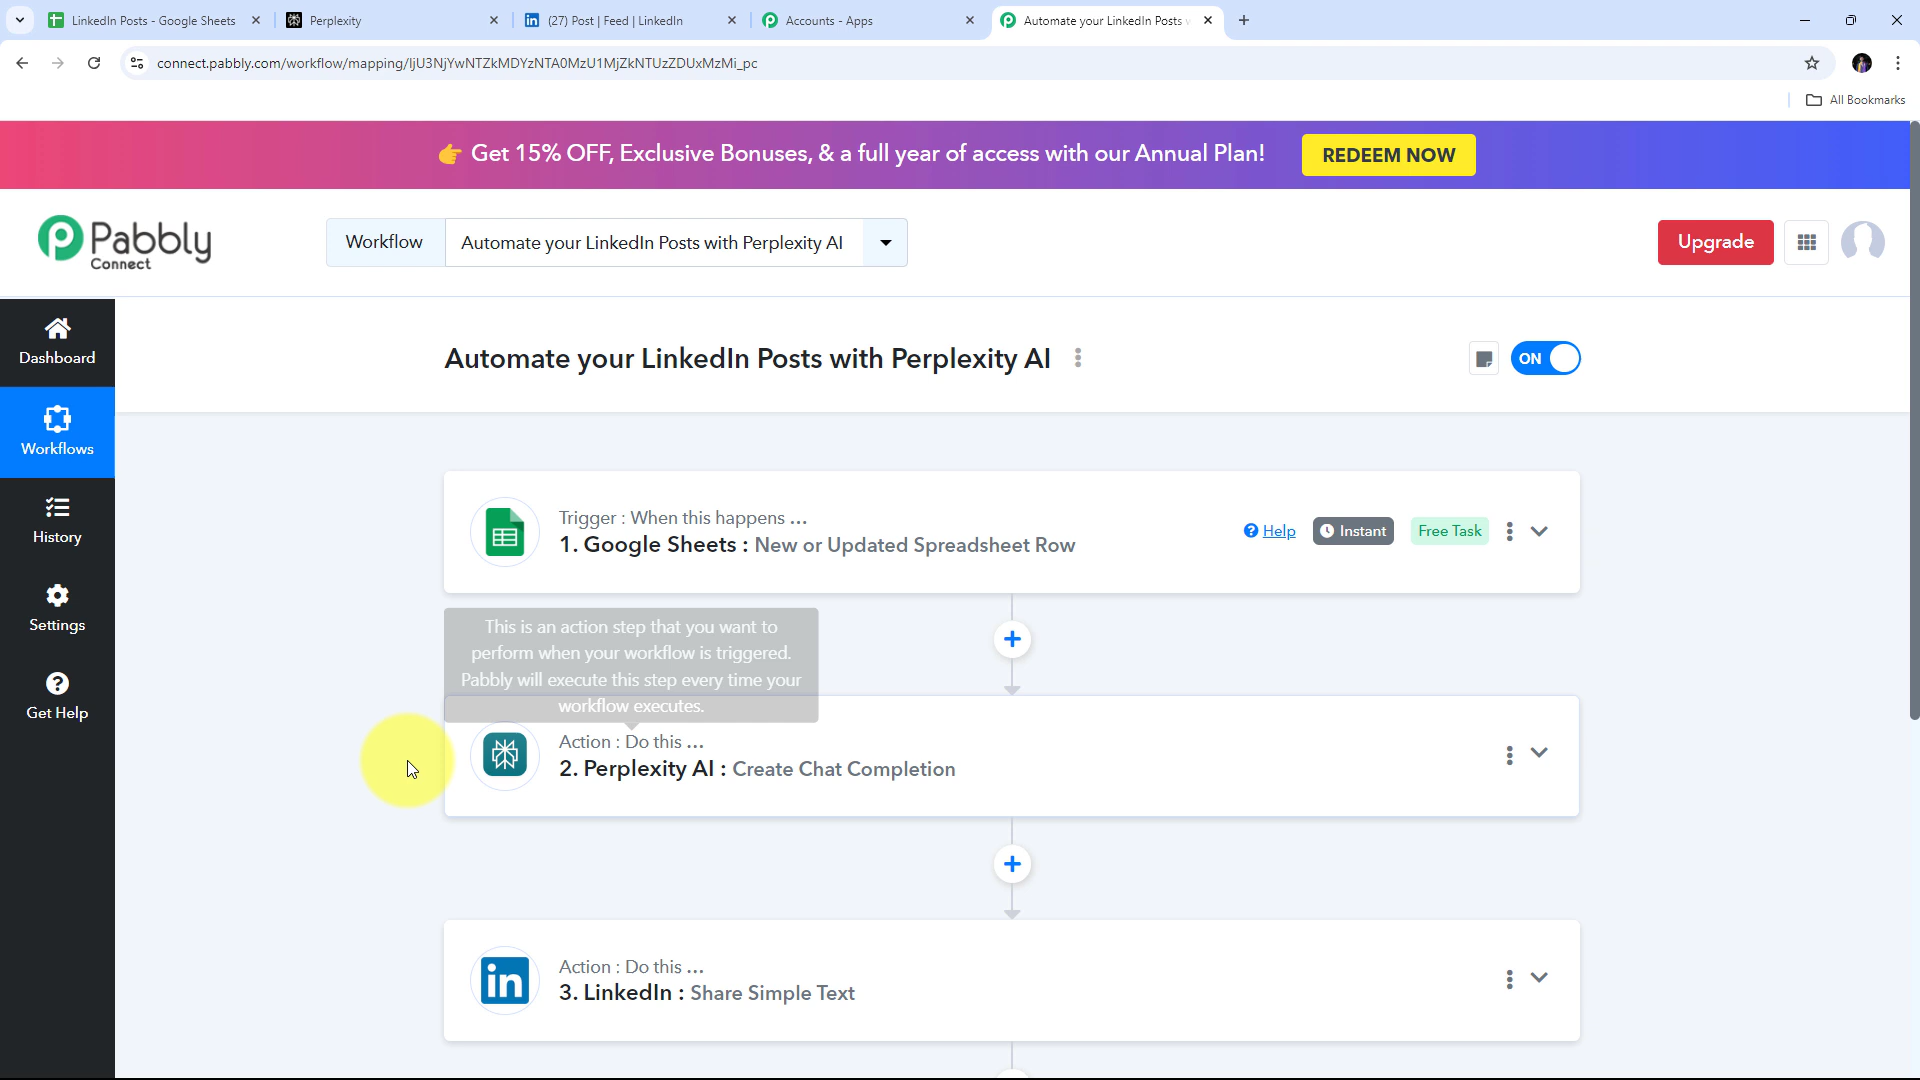 LinkedIn Posts - Google Sheets
Perplexity
(27) Post | Feed | LinkedIn
Accounts - Apps
Automate your LinkedIn Posts
connect.pabbly.com/workflow/mapping/IjU3NjYwNTZkMDYzNTA0MzU1MjZkNTUzZDUxMzMi_pc
All Bookmarks
👉 Get 15% OFF, Exclusive Bonuses, & a full year of access with our Annual Plan!
REDEEM NOW
Pabbly
Connect
Workflow
Automate your LinkedIn Posts with Perplexity AI
Upgrade
Dashboard
Workflows
History
Settings
Get Help
Automate your LinkedIn Posts with Perplexity AI
ON
Trigger : When this happens ...
1. Google Sheets : New or Updated Spreadsheet Row
Help
Instant
Free Task
This is an action step that you want to
perform when your workflow is triggered.
Pabbly will execute this step every time your
workflow executes.
Action : Do this ...
2. Perplexity AI : Create Chat Completion
Action : Do this ...
3. LinkedIn : Share Simple Text